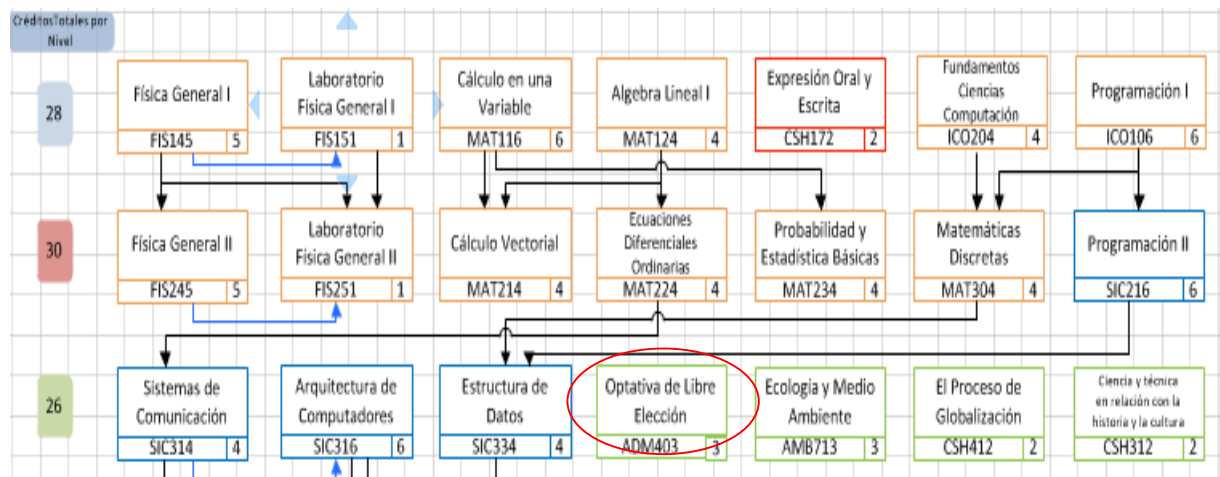 CréditosTotales por
Nivel
28
Física General I
FIS145 5
Laboratorio
Fisica General I
FIS151 1
Cálculo en una
Variable
MAT116 6
Algebra Lineal I
MAT124 4
Expresión Oral y
Escrita
CSH172 2
Fundamentos
Ciencias
Computación
ICO204 4
Programación I
ICO106 6
30
Física General II
FIS245 5
Laboratorio
Fisica General II
FIS251 1
Cálculo Vectorial
MAT214 4
Ecuaciones
Diferenciales
Ordinarias
MAT224 4
Probabilidad y
Estadística Básicas
MAT234 4
Matemáticas
Discretas
MAT304 4
Programación II
SIC216 6
26
Sistemas de
Comunicación
SIC314 4
Arquitectura de
Computadores
SIC316 6
Estructura de
Datos
SIC334 4
Optativa de Libre
Elección
ADM403 3
Ecología y Medio
Ambiente
AMB713 3
El Proceso de
Globalización
CSH412 2
Ciencia y técnica
en relación con la
historia y la cultura
CSH312 2